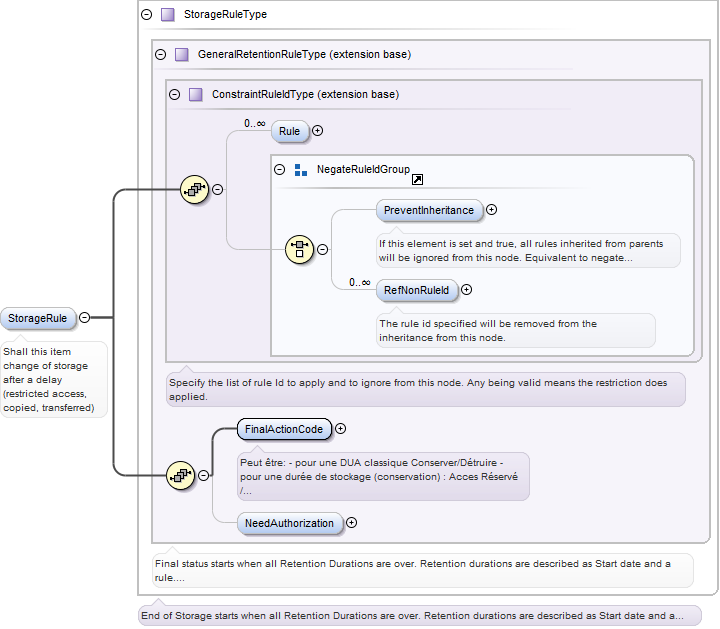 StorageRuleType
GeneralRetentionRuleType (extension base)
ConstraintRuleIdType (extension base)
0..∞
Rule
NegateRuleIdGroup
PreventInheritance
If this element is set and true, all rules inherited from parents
will be ignored from this node. Equivalent to negate...
0..∞
RefNonRuleId
The rule id specified will be removed from the
inheritance from this node.
StorageRule
Shall this item
change of storage
after a delay
(restricted access,
copied, transferred)
Specify the list of rule Id to apply and to ignore from this node. Any being valid means the restriction does
applied.
FinalActionCode
Peut être: - pour une DUA classique Conserver/Détruire -
pour une durée de stockage (conservation) : Acces Réservé
/...
NeedAuthorization
Final status starts when all Retention Durations are over. Retention durations are described as Start date and a
rule....
End of Storage starts when all Retention Durations are over. Retention durations are described as Start date and a...